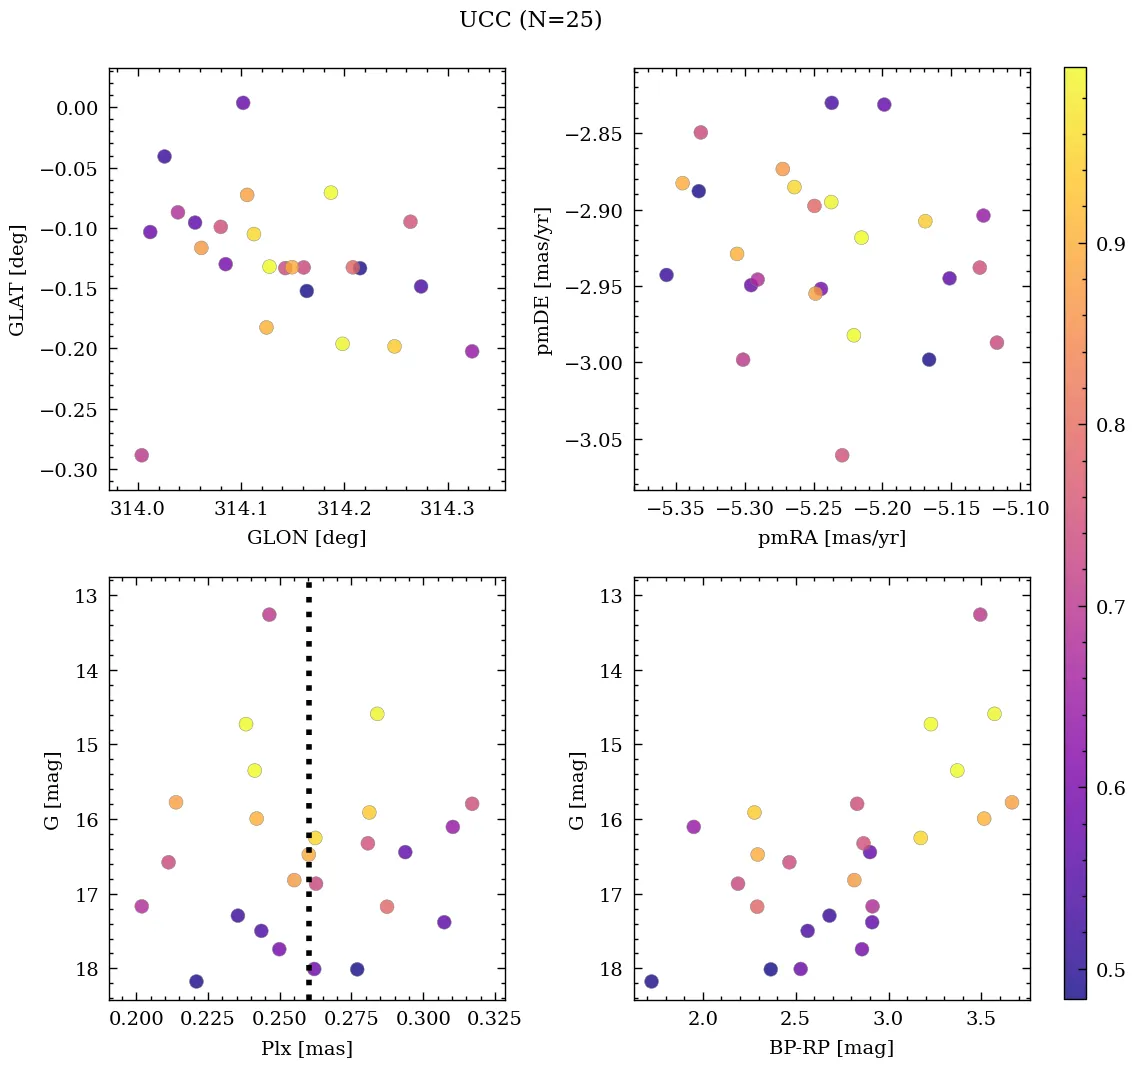 UCC (N=25)
0.00
−0.05
−0.10
−0.15
−0.20
−0.25
−0.30
GLAT [deg]
314.0 314.1 314.2 314.3
GLON [deg]
−2.85
−2.90
−2.95
−3.00
−3.05
pmDE [mas/yr]
−5.35 −5.30 −5.25 −5.20 −5.15 −5.10
pmRA [mas/yr]
13
14
15
16
17
18
G [mag]
0.200 0.225 0.250 0.275 0.300 0.325
Plx [mas]
13
14
15
16
17
18
G [mag]
2.0 2.5 3.0 3.5
BP-RP [mag]
0.9
0.8
0.7
0.6
0.5